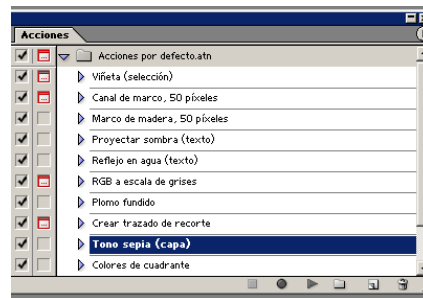 Acciones
Acciones por defecto.atn
Viñeta (selección)
Canal de marco, 50 píxeles
Marco de madera, 50 píxeles
Proyectar sombra (texto)
Reflejo en agua (texto)
RGB a escala de grises
Plomo fundido
Crear trazado de recorte
Tono sepia (capa)
Colores de cuadrante